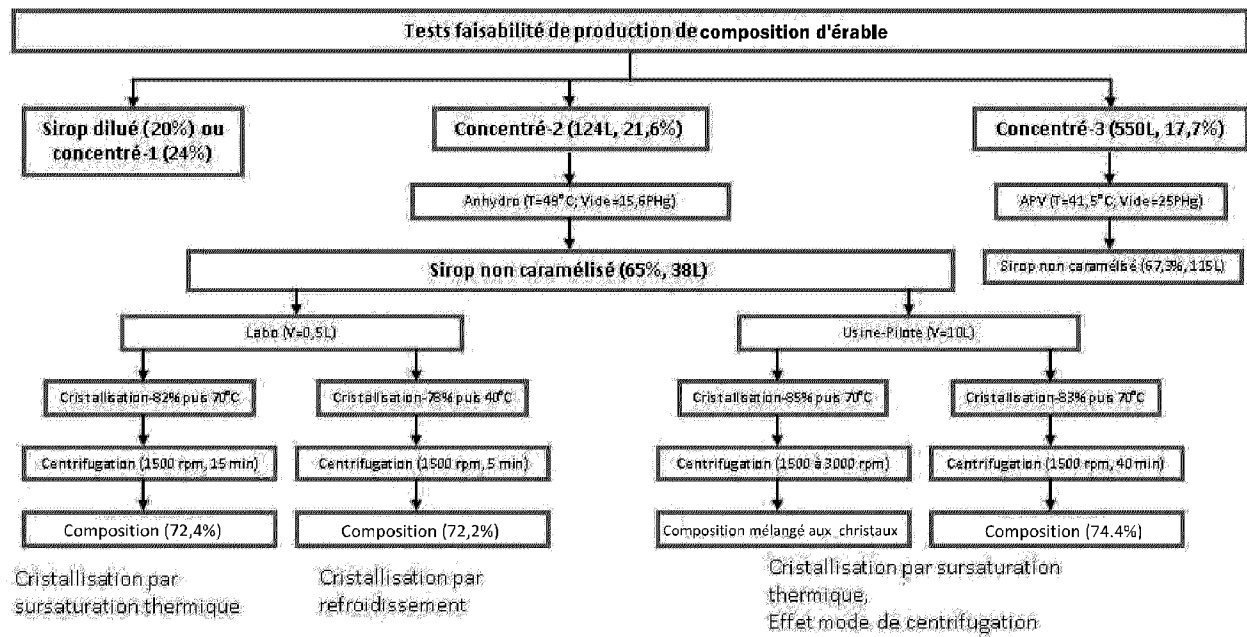 Tests faisabilité de production de composition d'érable
Sirop dilué (20%) ou
concentré-1 (24%)
Concentré-2 (124L, 21,6%)
Concentré-3 (550L, 17,7%)
Anhydro (T=48°C; Vide=15,6PHg)
APV (T=41,5°C; Vide=25PHg)
Sirop non caramélisé (65%, 38L)
Sirop non caramélisé (67,3%, 115L)
Labo (V=0,5L)
Usine-Pilote (V=10L)
Cristallisation-82% puis 70°C
Cristallisation-78% puis 40°C
Cristallisation-85% puis 70°C
Cristallisation-83% puis 70°C
Centrifugation (1500 rpm, 15 min)
Centrifugation (1500 rpm, 5 min)
Centrifugation (1500 à 3000 rpm)
Centrifugation (1500 rpm, 40 min)
Composition (72,4%)
Composition (72,2%)
Composition mélangé aux christaux
Composition (74.4%)
Cristallisation par
sursaturation thermique
Cristallisation par
refroidissement
Cristallisation par sursaturation
thermique,
Effet mode de centrifugation